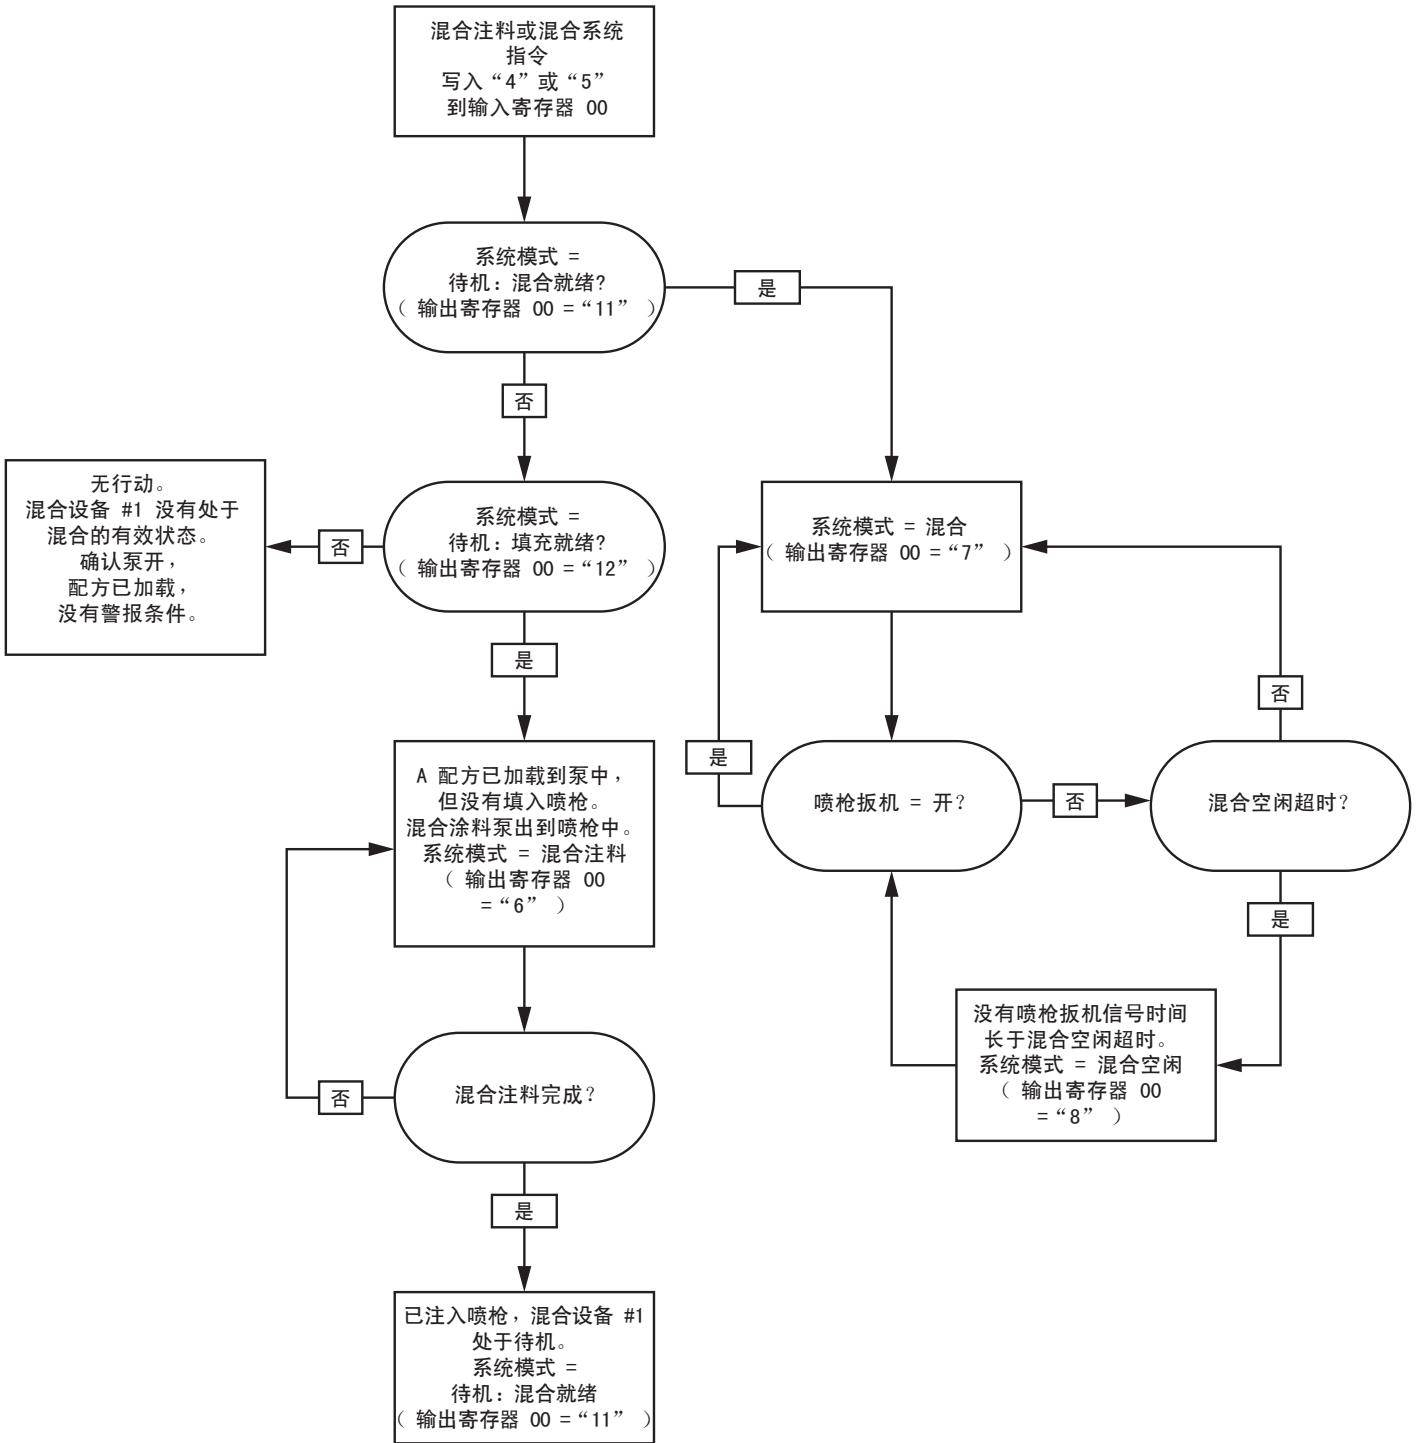 混合注料或混合系统
指令
写入“4”或“5”
到输入寄存器 00
系统模式 =
待机：混合就绪?
（ 输出寄存器 00 =“11” ）
是
否
无行动。
混合设备 #1 没有处于
混合的有效状态。
确认泵开，
配方已加载，
没有警报条件。
否
系统模式 =
待机：填充就绪?
（ 输出寄存器 00 =“12” ）
系统模式 = 混合
（ 输出寄存器 00 =“7” ）
是
否
A 配方已加载到泵中，
但没有填入喷枪。
混合涂料泵出到喷枪中。
系统模式 = 混合注料
（ 输出寄存器 00
=“6” ）
是
喷枪扳机 = 开？
否
混合空闲超时？
是
没有喷枪扳机信号时间
长于混合空闲超时。
系统模式 = 混合空闲
（ 输出寄存器 00
=“8” ）
否
混合注料完成？
是
已注入喷枪，混合设备 #1
处于待机。
系统模式 =
待机：混合就绪
（ 输出寄存器 00 =“11” ）